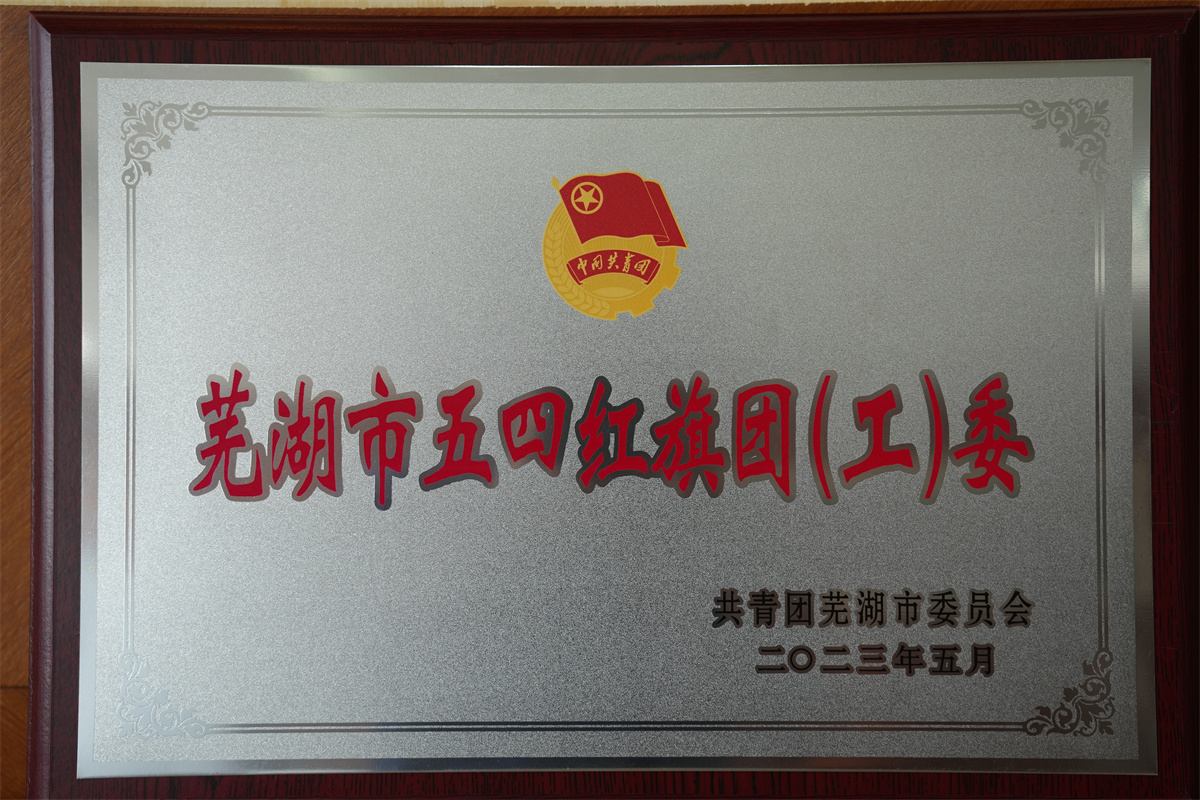 中国共青团
芜湖市五四红旗团(工)委
共青团芜湖市委员会
二〇二三年五月